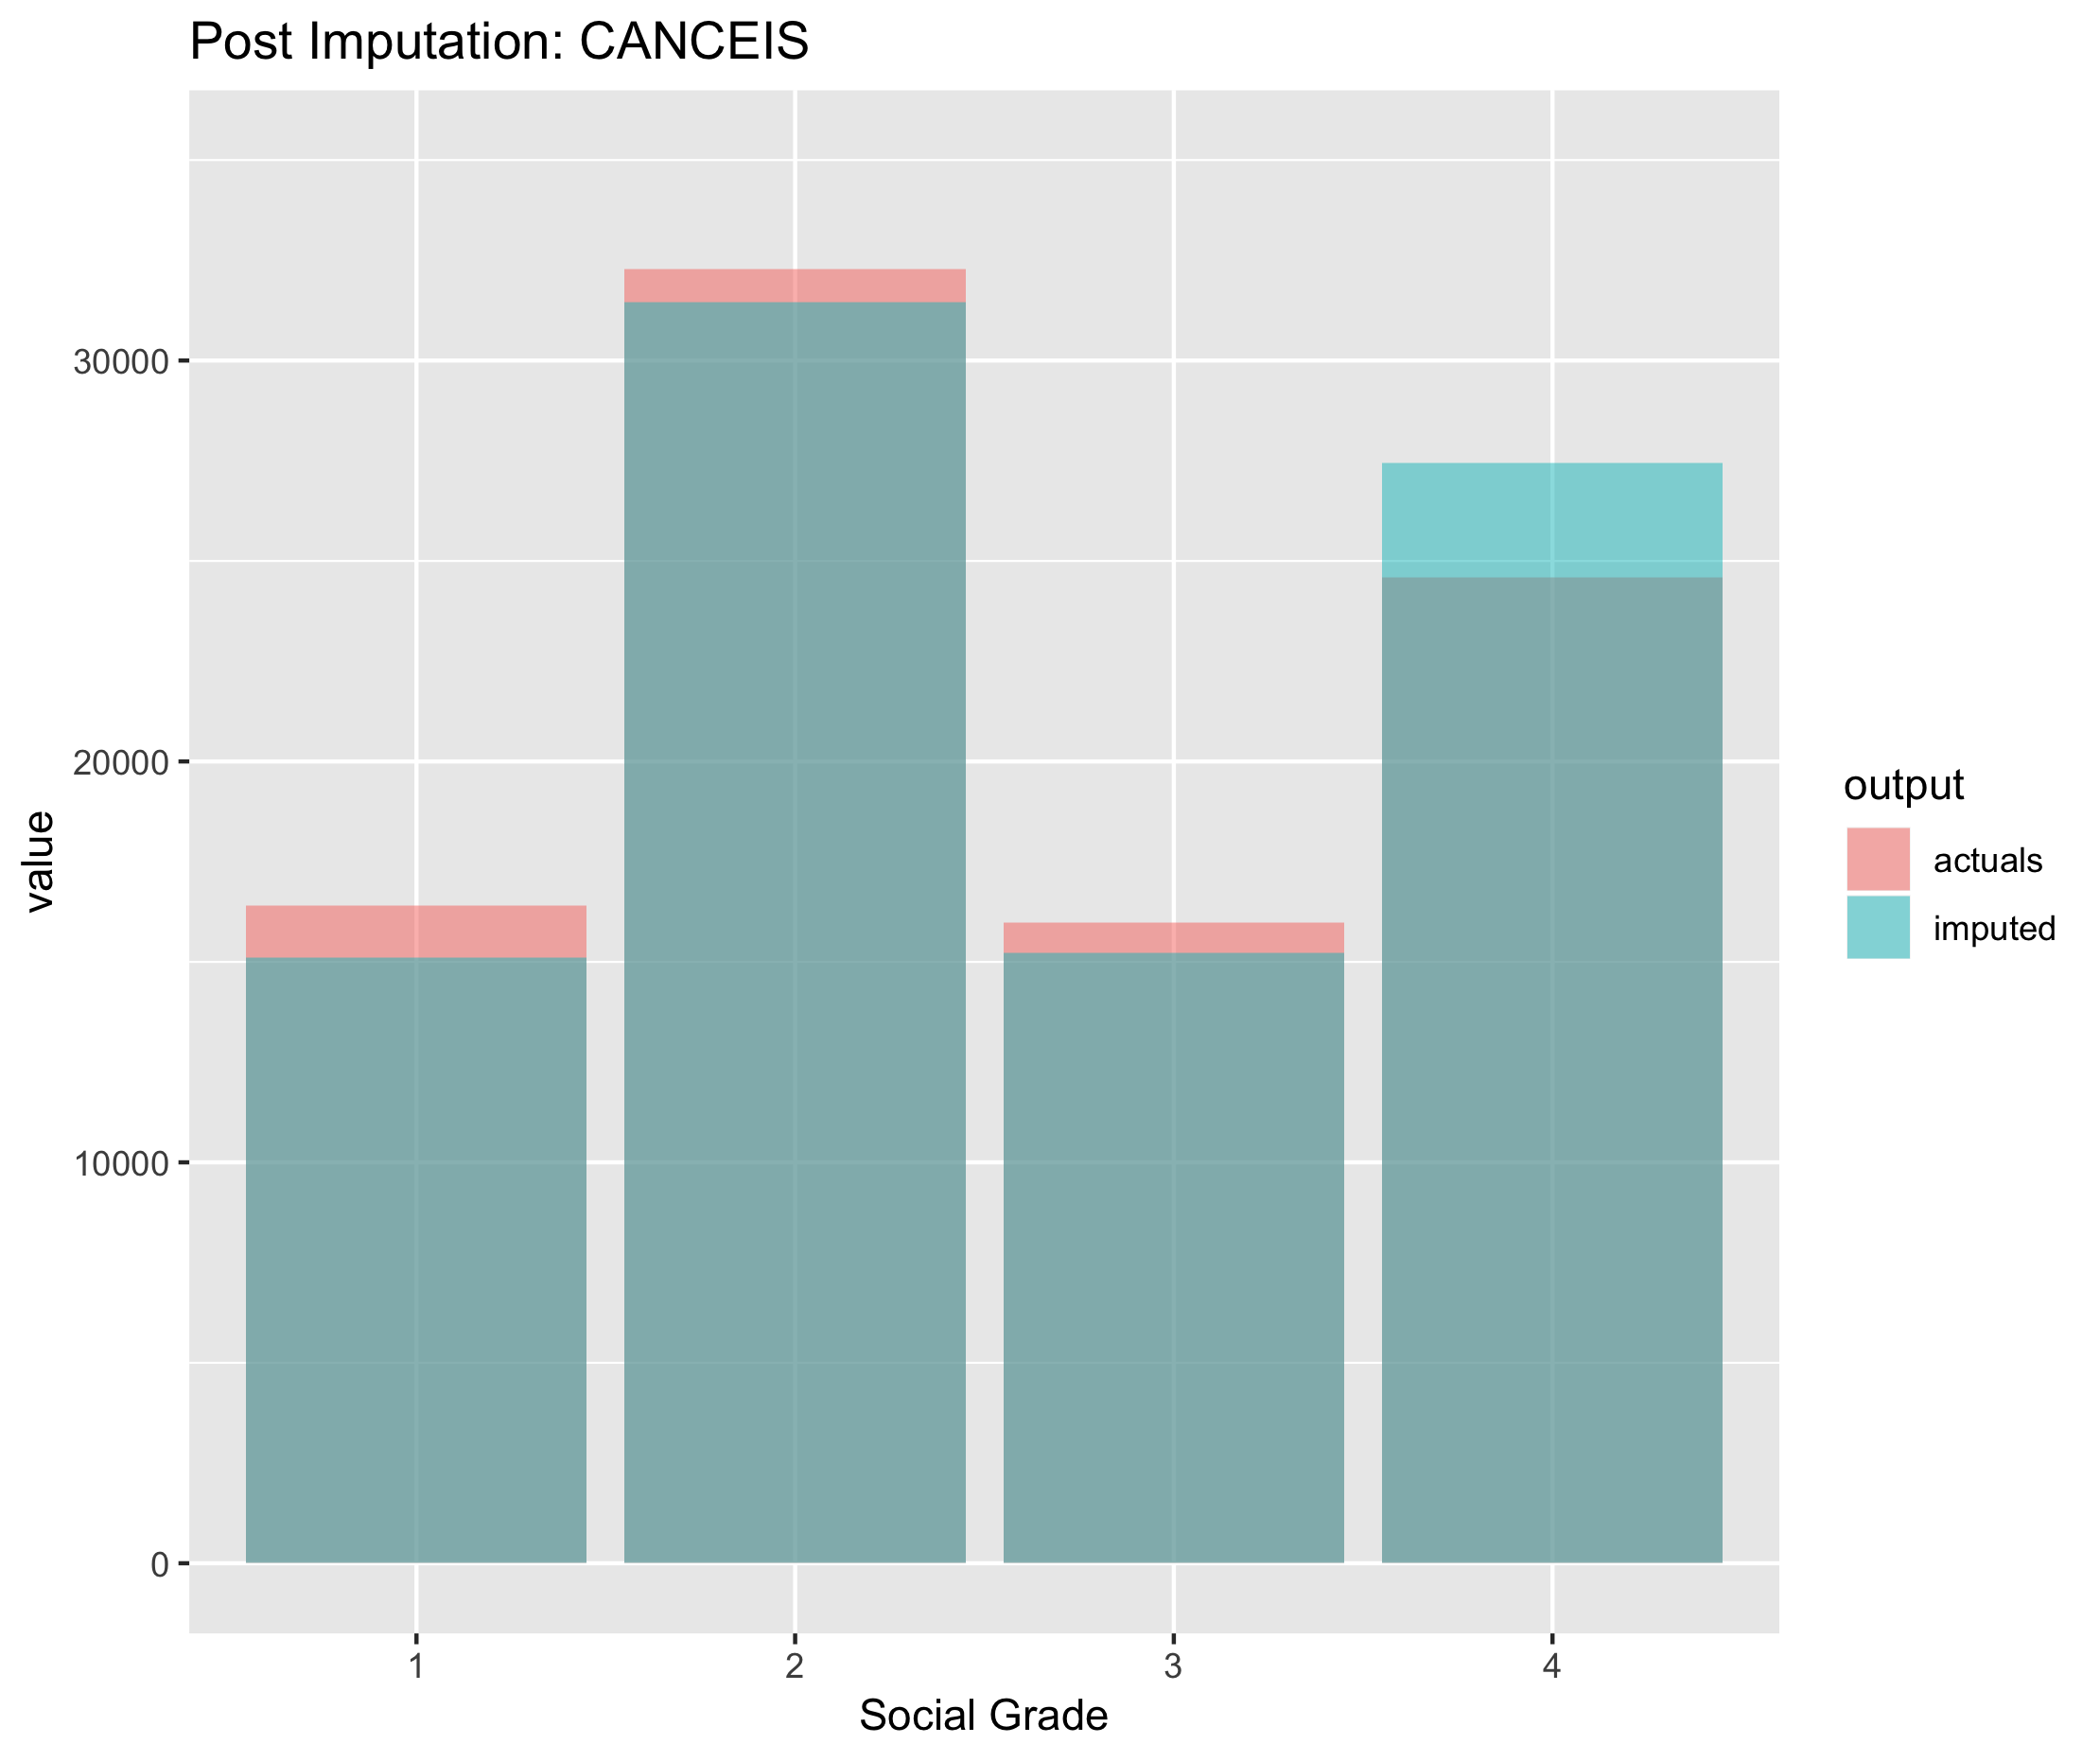 Post Imputation: CANCEIS
30000
20000
10000
0
value
1 2 3 4
Social Grade
output
actuals
imputed